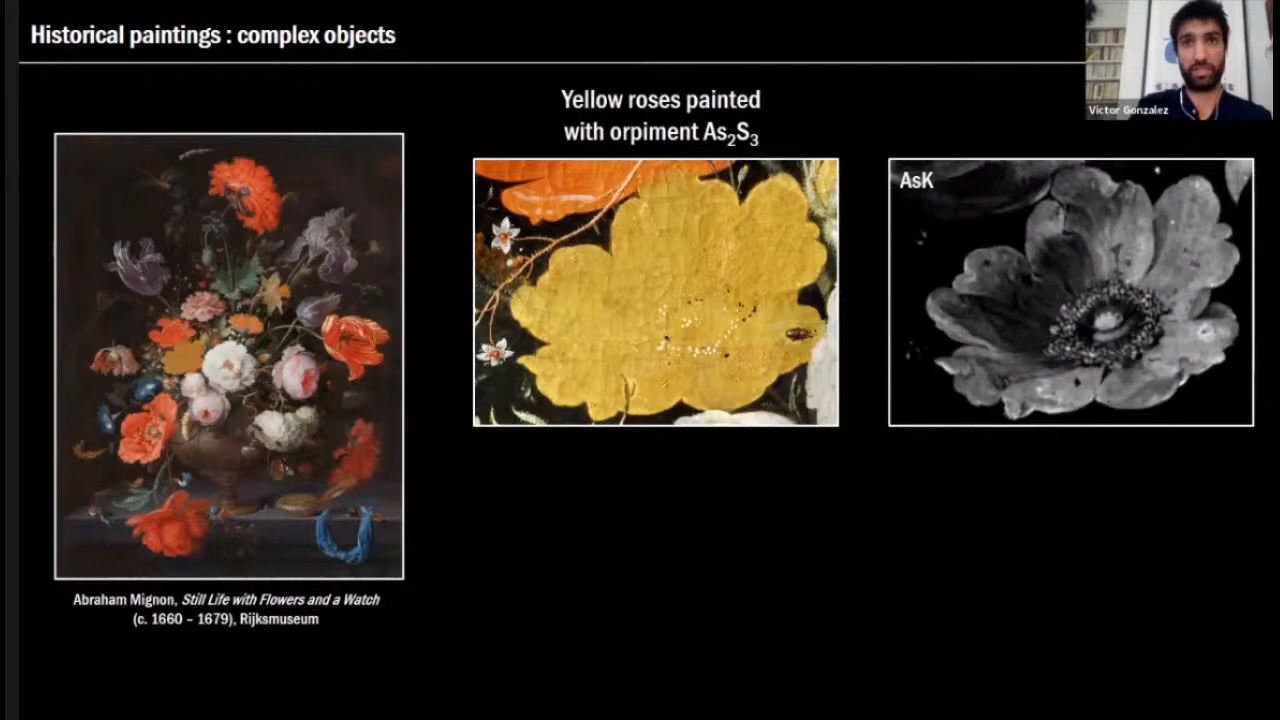 Historical paintings : complex objects
Victor Gonzalez
Yellow roses painted
with orpiment As₂S₃
AsK
Abraham Mignon, Still Life with Flowers and a Watch
(c. 1660 – 1679), Rijksmuseum